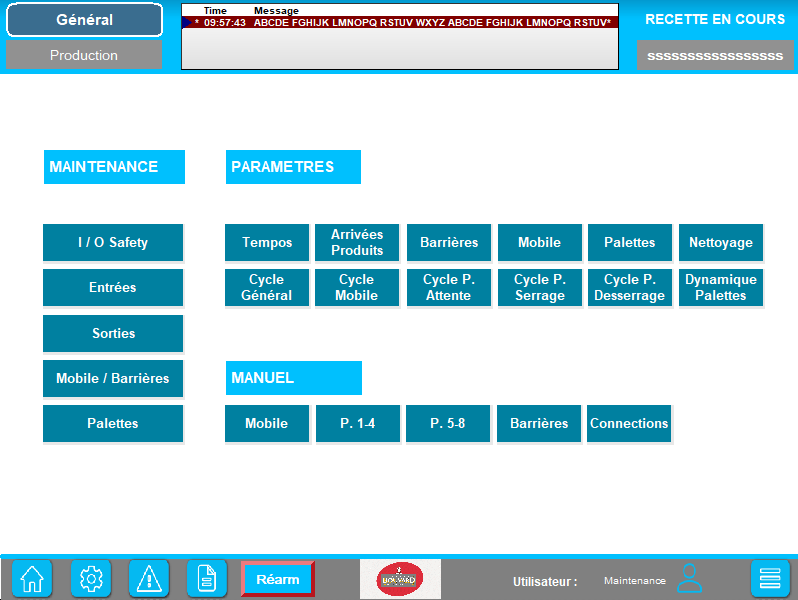 Général
Production
Time Message
* 09:57:43 ABCDE FGHIJK LMNOPQ RSTUV WXYZ ABCDE FGHIJK LMNOPQ RSTUV*
RECETTE EN COURS
sssssssssssssssss
MAINTENANCE
I / O Safety
Entrées
Sorties
Mobile / Barrières
Palettes
PARAMETRES
Tempos
Arrivées
Produits
Barrières
Mobile
Palettes
Nettoyage
Cycle
Général
Cycle
Mobile
Cycle P.
Attente
Cycle P.
Serrage
Cycle P.
Desserrage
Dynamique
Palettes
MANUEL
Mobile
P. 1-4
P. 5-8
Barrières
Connections
Réarm
BOUVARD
Utilisateur :
Maintenance